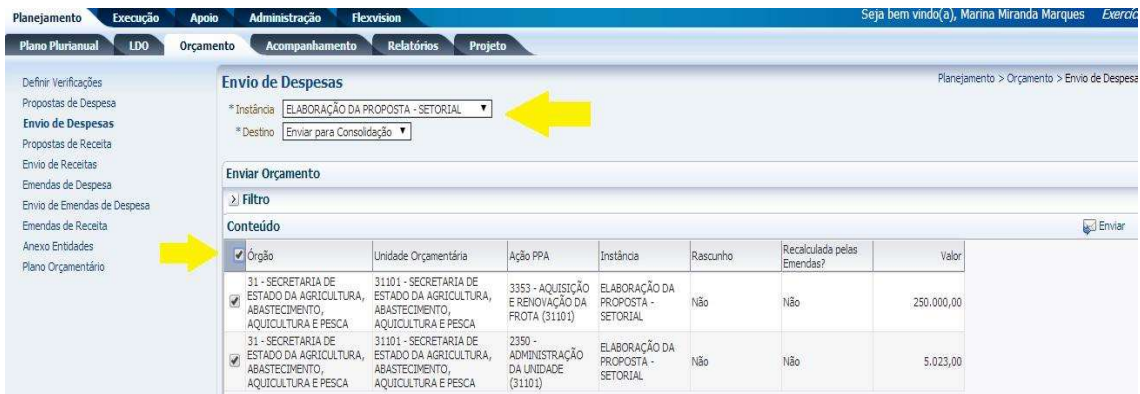 Planejamento Execução Apoio Administração Flexvision Seja bem vindo(a), Marina Miranda Marques
Plano Plurianual LDO Orçamento Acompanhamento Relatórios Projeto
Definir Verificações
Propostas de Despesa
Envio de Despesas
Propostas de Receita
Envio de Receitas
Emendas de Despesa
Envio de Emendas de Despesa
Emendas de Receita
Anexo Entidades
Plano Orçamentário
Envio de Despesas
Planejamento > Orçamento > Envio de Despesa
* Instância ELABORAÇÃO DA PROPOSTA - SETORIAL
* Destino Enviar para Consolidação
Enviar Orçamento
Filtro
Conteúdo Enviar
Órgão Unidade Orçamentária Ação PPA Instância Rascunho Recalculada pelas Emendas? Valor
31 - SECRETARIA DE
ESTADO DA AGRICULTURA,
ABASTECIMENTO,
AQUICULTURA E PESCA
31101 - SECRETARIA DE
ESTADO DA AGRICULTURA,
ABASTECIMENTO,
AQUICULTURA E PESCA
3353 - AQUISIÇÃO
E RENOVAÇÃO DA
FROTA (31101)
ELABORAÇÃO DA
PROPOSTA -
SETORIAL
Não
Não
250.000,00
31 - SECRETARIA DE
ESTADO DA AGRICULTURA,
ABASTECIMENTO,
AQUICULTURA E PESCA
31101 - SECRETARIA DE
ESTADO DA AGRICULTURA,
ABASTECIMENTO,
AQUICULTURA E PESCA
2350 -
ADMINISTRAÇÃO
DA UNIDADE
(31101)
ELABORAÇÃO DA
PROPOSTA -
SETORIAL
Não
Não
5.023,00